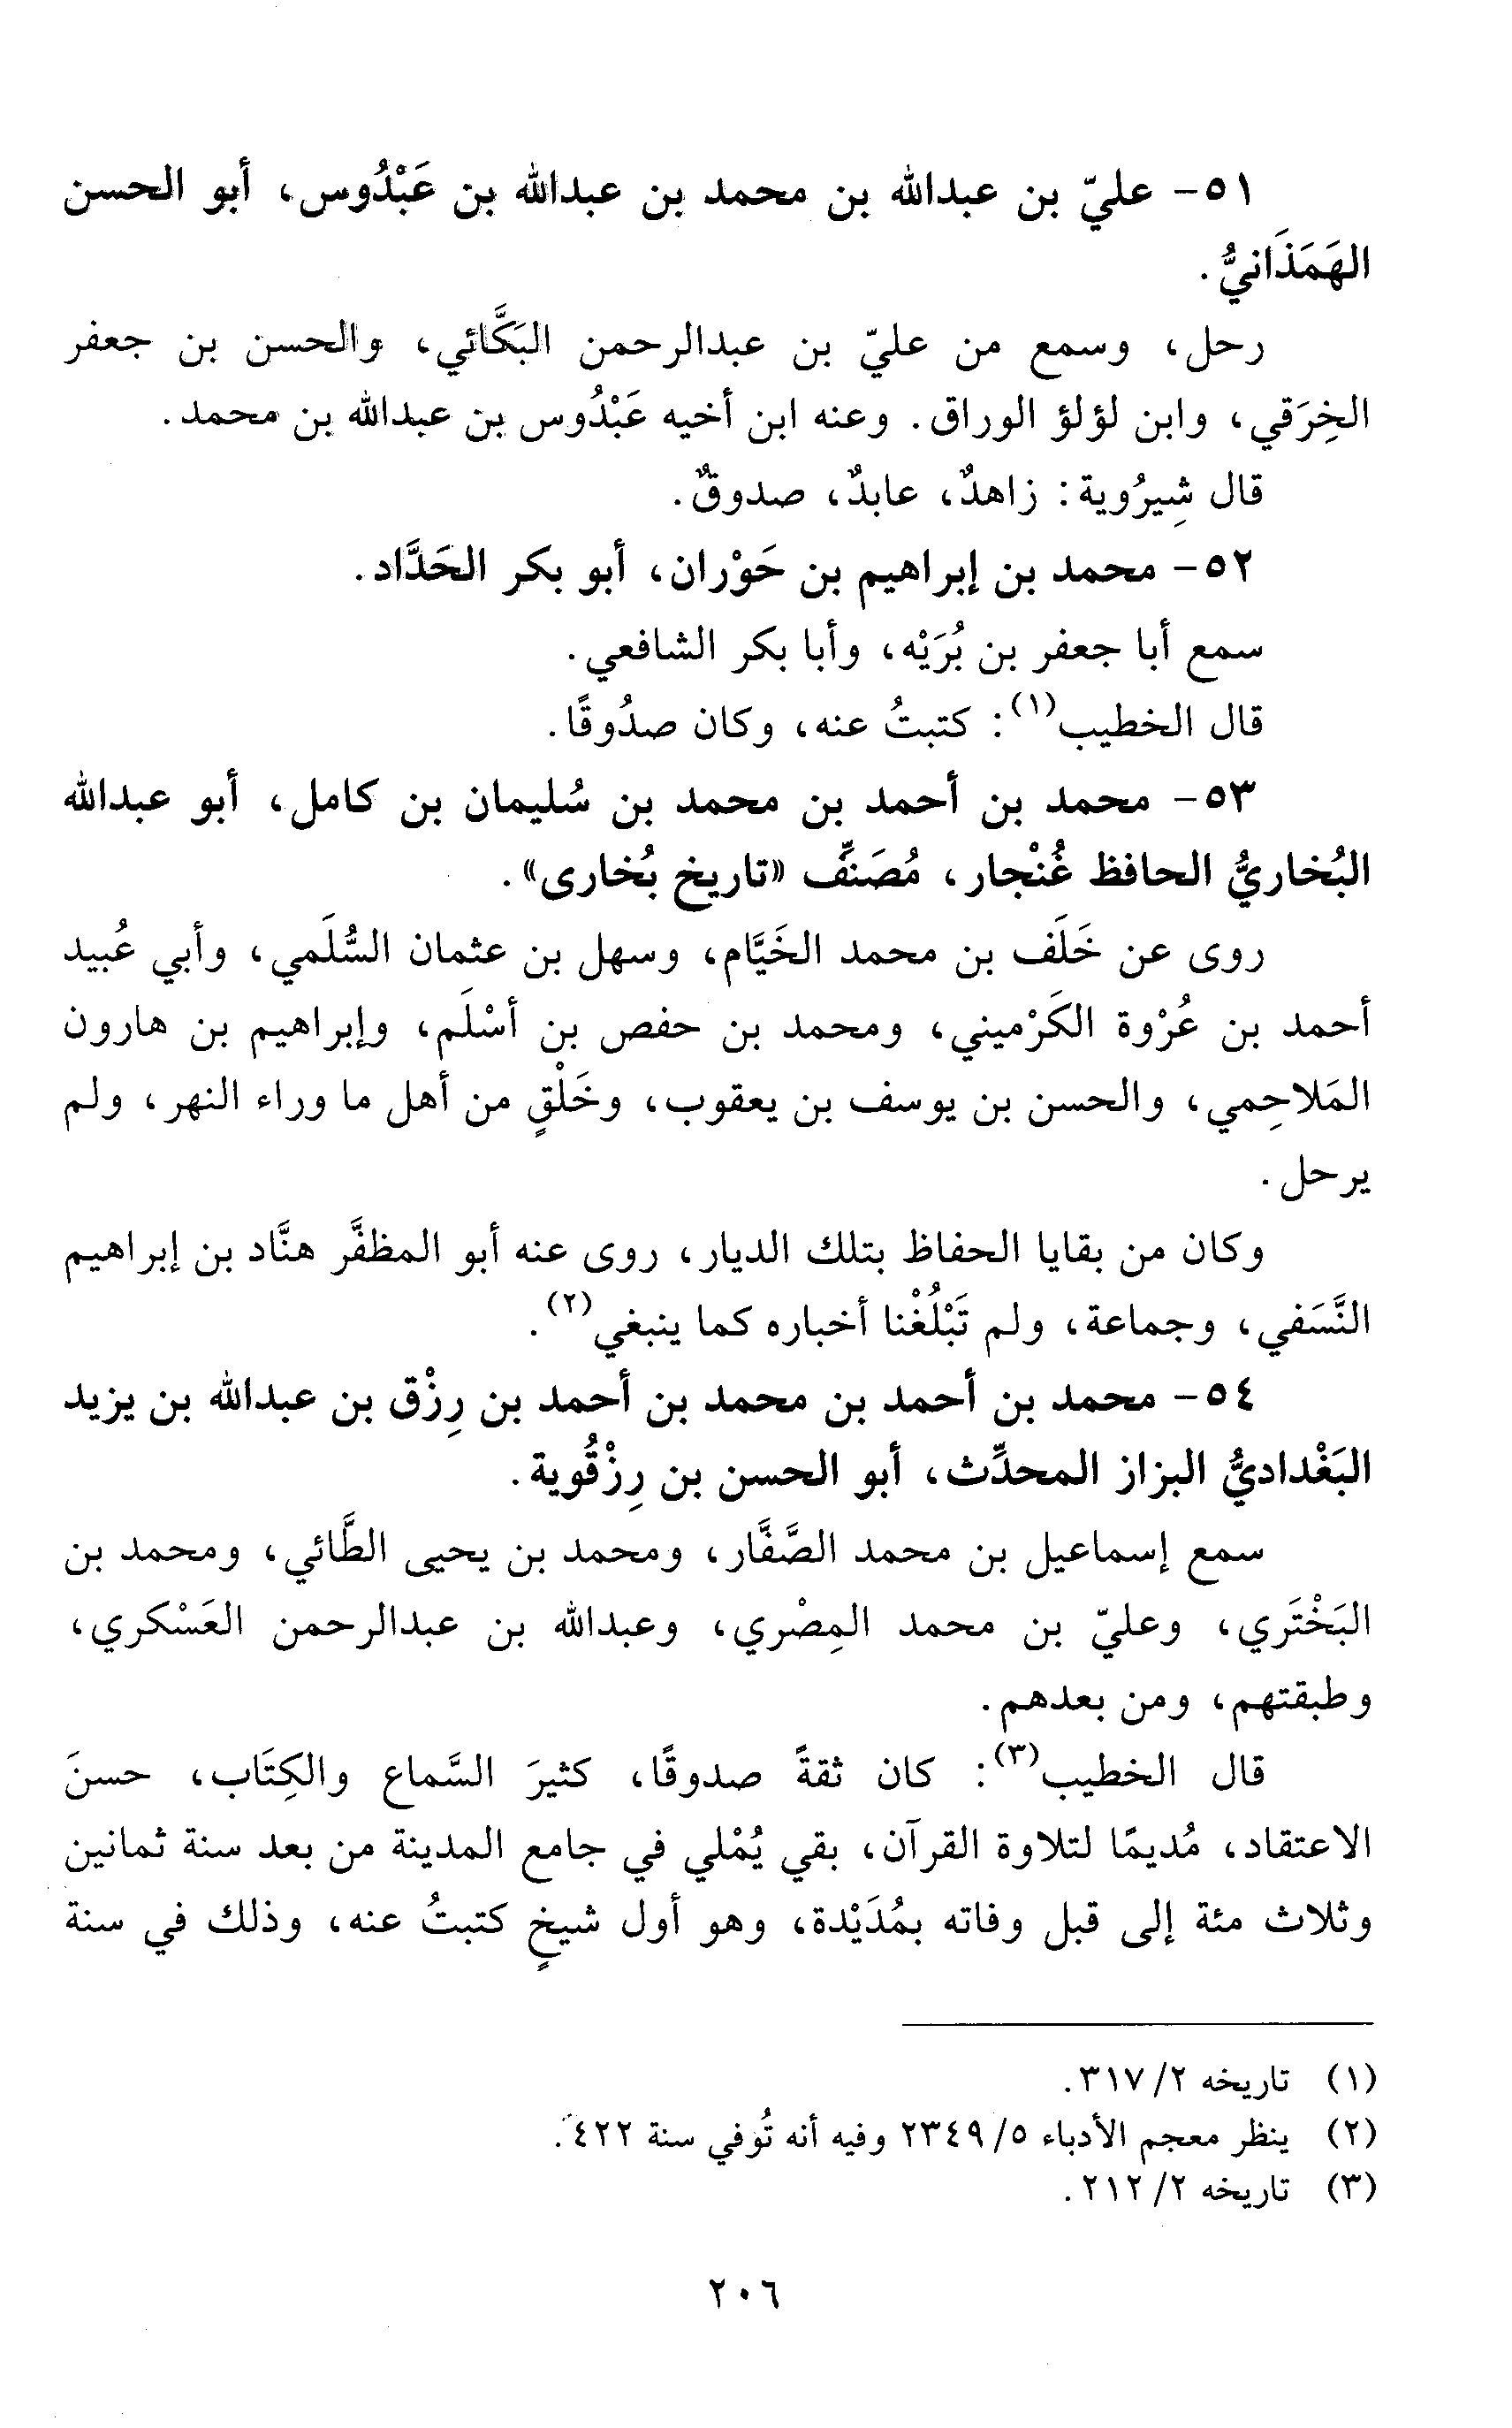 ٥١- عليّ بن عبدالله بن محمد بن عبدالله بن عَبْدُوس، أبو الحسن
الهَمَذَانيُّ.
رحل، وسمع من عليّ بن عبدالرحمن البَكَّائي، والحسن بن جعفر
الخِرَقي، وابن لؤلؤ الوراق. وعنه ابن أخيه عَبْدُوس بن عبدالله بن محمد.
قال شِيرُوية: زاهدٌ، عابدٌ، صدوقٌ.
٥٢- محمد بن إبراهيم بن حَوْران، أبو بكر الحَدَّاد.
سمع أبا جعفر بن بُرَيْه، وأبا بكر الشافعي.
قال الخطيب(١): كتبتُ عنه، وكان صدُوقًا.
٥٣- محمد بن أحمد بن محمد بن سُليمان بن كامل، أبو عبدالله
البُخاريُّ الحافظ غُنْجار، مُصَنِّف «تاريخ بُخارى».
روى عن خَلَف بن محمد الخَيَّام، وسهل بن عثمان السُّلَمي، وأبي عُبيد
أحمد بن عُرْوة الكَرْميني، ومحمد بن حفص بن أسْلَم، وإبراهيم بن هارون
المَلاحِمي، والحسن بن يوسف بن يعقوب، وخَلْقٍ من أهل ما وراء النهر، ولم
يرحل.
وكان من بقايا الحفاظ بتلك الديار، روى عنه أبو المظفَّر هنَّاد بن إبراهيم
النَّسَفي، وجماعة، ولم تَبْلُغْنا أخباره كما ينبغي(٢).
٥٤- محمد بن أحمد بن محمد بن أحمد بن رِزْق بن عبدالله بن يزيد
البَغْداديُّ البزاز المحدِّث، أبو الحسن بن رِزْقُوية.
سمع إسماعيل بن محمد الصَّفَّار، ومحمد بن يحيى الطَّائي، ومحمد بن
البَخْتَري، وعليّ بن محمد المِصْري، وعبدالله بن عبدالرحمن العَسْكري،
وطبقتهم، ومن بعدهم.
قال الخطيب(٣): كان ثقةً صدوقًا، كثيرَ السَّماع والكِتَاب، حسنَ
الاعتقاد، مُديمًا لتلاوة القرآن، بقي يُمْلي في جامع المدينة من بعد سنة ثمانين
وثلاث مئة إلى قبل وفاته بمُدَيْدة، وهو أول شيخٍ كتبتُ عنه، وذلك في سنة
(١) تاريخه ٢/ ٣١٧.
(٢) ينظر معجم الأدباء ٥/ ٢٣٤٩ وفيه أنه تُوفي سنة ٤٢٢.
(٣) تاريخه ٢/ ٢١٢.
٢٠٦